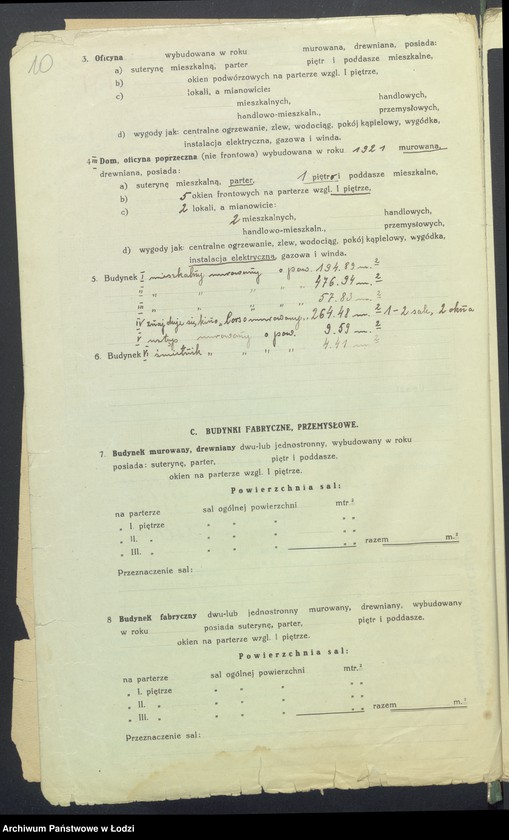 10
3. Oficyna wybudowana w roku murowana, drewniana, posiada:
a) suterynę mieszkalną, parter piętr i poddasze mieszkalne,
b) okien podwórzowych na parterze wzgl. I piętrze,
c) lokali, a mianowicie:
mieszkalnych, handlowych,
handlowo-mieszkaln., przemysłowych,
d) wygody jak: centralne ogrzewanie, zlew, wodociąg, pokój kąpielowy, wygódka,
instalacja elektryczna, gazowa i winda.
4 III Dom, oficyna poprzeczna (nie frontowa) wybudowana w roku 1921 murowana,
drewniana, posiada:
a) suterynę mieszkalną, parter, 1 piętro i poddasze mieszkalne,
b) 5 okien frontowych na parterze wzgl. I piętrze,
c) 2 lokali, a mianowicie:
2 mieszkalnych, handlowych,
handlowo-mieszkaln., przemysłowych,
d) wygody jak: centralne ogrzewanie, zlew, wodociąg, pokój kąpielowy, wygódka,
instalacja elektryczna, gazowa i winda.
5. Budynek I mieszkalny murowany o pow. 194.89 m. 2
II " " " " 476.94 m. 2
III " " " " 57.83 m. 2
IV znajduje się kino „Corso" murowany 264.48 m. 2 1-2 sal, 2 okna
V murowany o pow. 9.59 m. 2
6. Budynek VI śmietnik " " " " 4.41 m. 2
C. BUDYNKI FABRYCZNE, PRZEMYSŁOWE.
7. Budynek murowany, drewniany dwu-lub jednostronny, wybudowany w roku
posiada: suterynę, parter, piętr i poddasze.
okien na parterze wzgl. I piętrze.
Powierzchnia sal:
na parterze sal ogólnej powierzchni mtr.²
„ I. piętrze „ „ „ „ „
„ II. „ „ „ „ „ „
„ III. „ „ „ „ „ „ razem m.²
Przeznaczenie sal:
8 Budynek fabryczny dwu-lub jednostronny murowany, drewniany, wybudowany
w roku posiada suterynę, parter, piętr i poddasze.
okien na parterze wzgl. I piętrze.
Powierzchnia sal:
na parterze sal ogólnej powierzchni mtr.²
„ I. piętrze „ „ „ „ „
„ II. „ „ „ „ „ „
„ III. „ „ „ „ „ „ razem m.²
Przeznaczenie sal:
Archiwum Państwowe w Łodzi